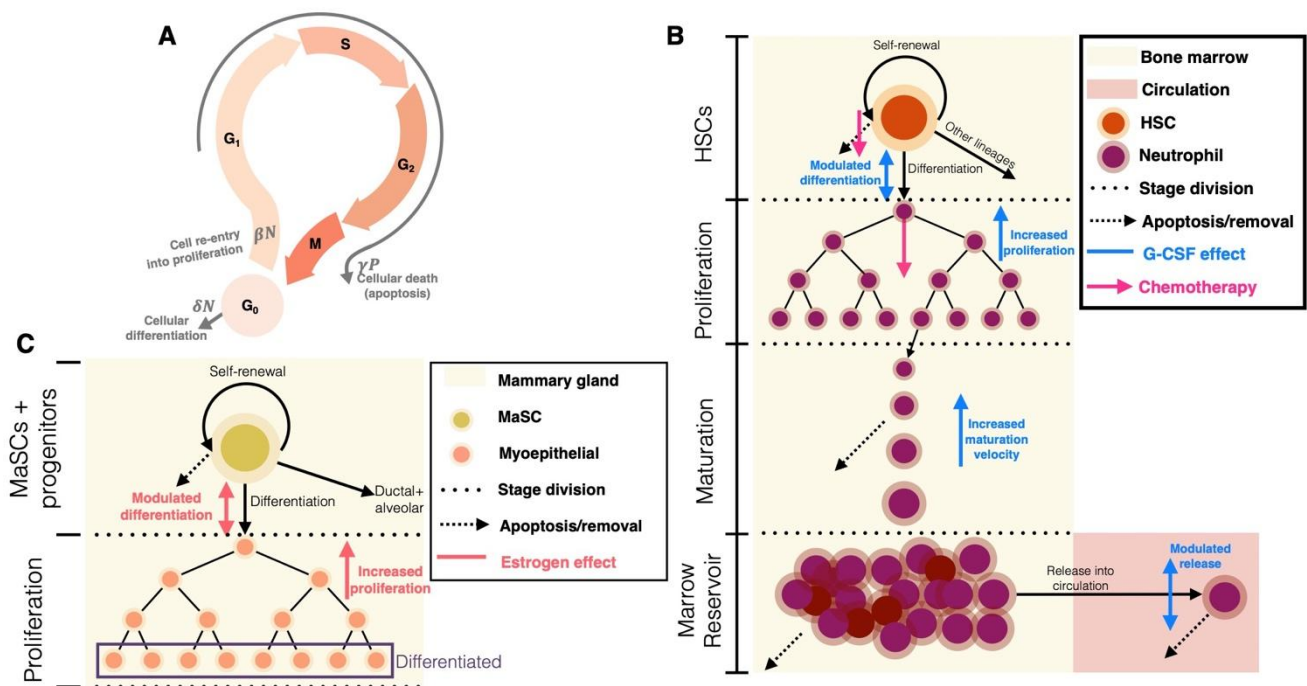 A
S
G₁
G₂
M
G₀
βN
Cell re-entry
into proliferation
γP
Cellular death
(apoptosis)
δN
Cellular
differentiation
B
HSCs
Self-renewal
Other lineages
Modulated
differentiation
Differentiation
Proliferation
Increased
proliferation
Maturation
Increased
maturation
velocity
Marrow
Reservoir
Release into
circulation
Modulated
release
Bone marrow
Circulation
HSC
Neutrophil
Stage division
Apoptosis/removal
G-CSF effect
Chemotherapy
C
MaSCs +
progenitors
Self-renewal
Modulated
differentiation
Differentiation
Ductal+
alveolar
Proliferation
Increased
proliferation
Differentiated
Mammary gland
MaSC
Myoepithelial
Stage division
Apoptosis/removal
Estrogen effect